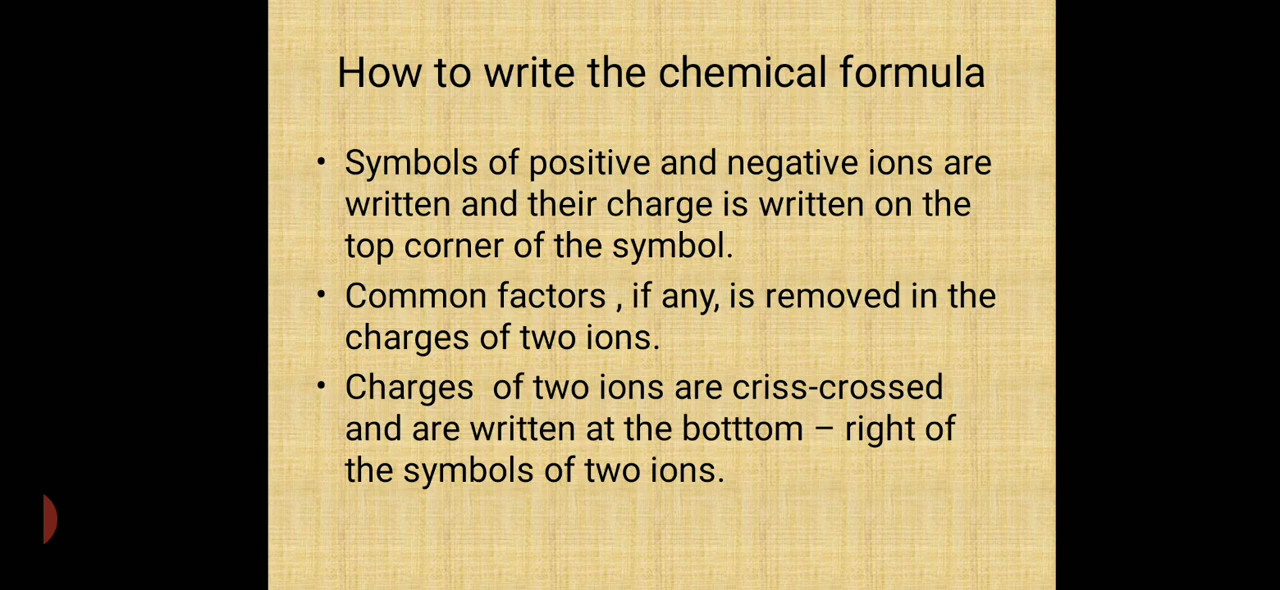 How to write the chemical formula
• Symbols of positive and negative ions are
written and their charge is written on the
top corner of the symbol.
• Common factors , if any, is removed in the
charges of two ions.
• Charges  of two ions are criss-crossed
and are written at the botttom – right of
the symbols of two ions.